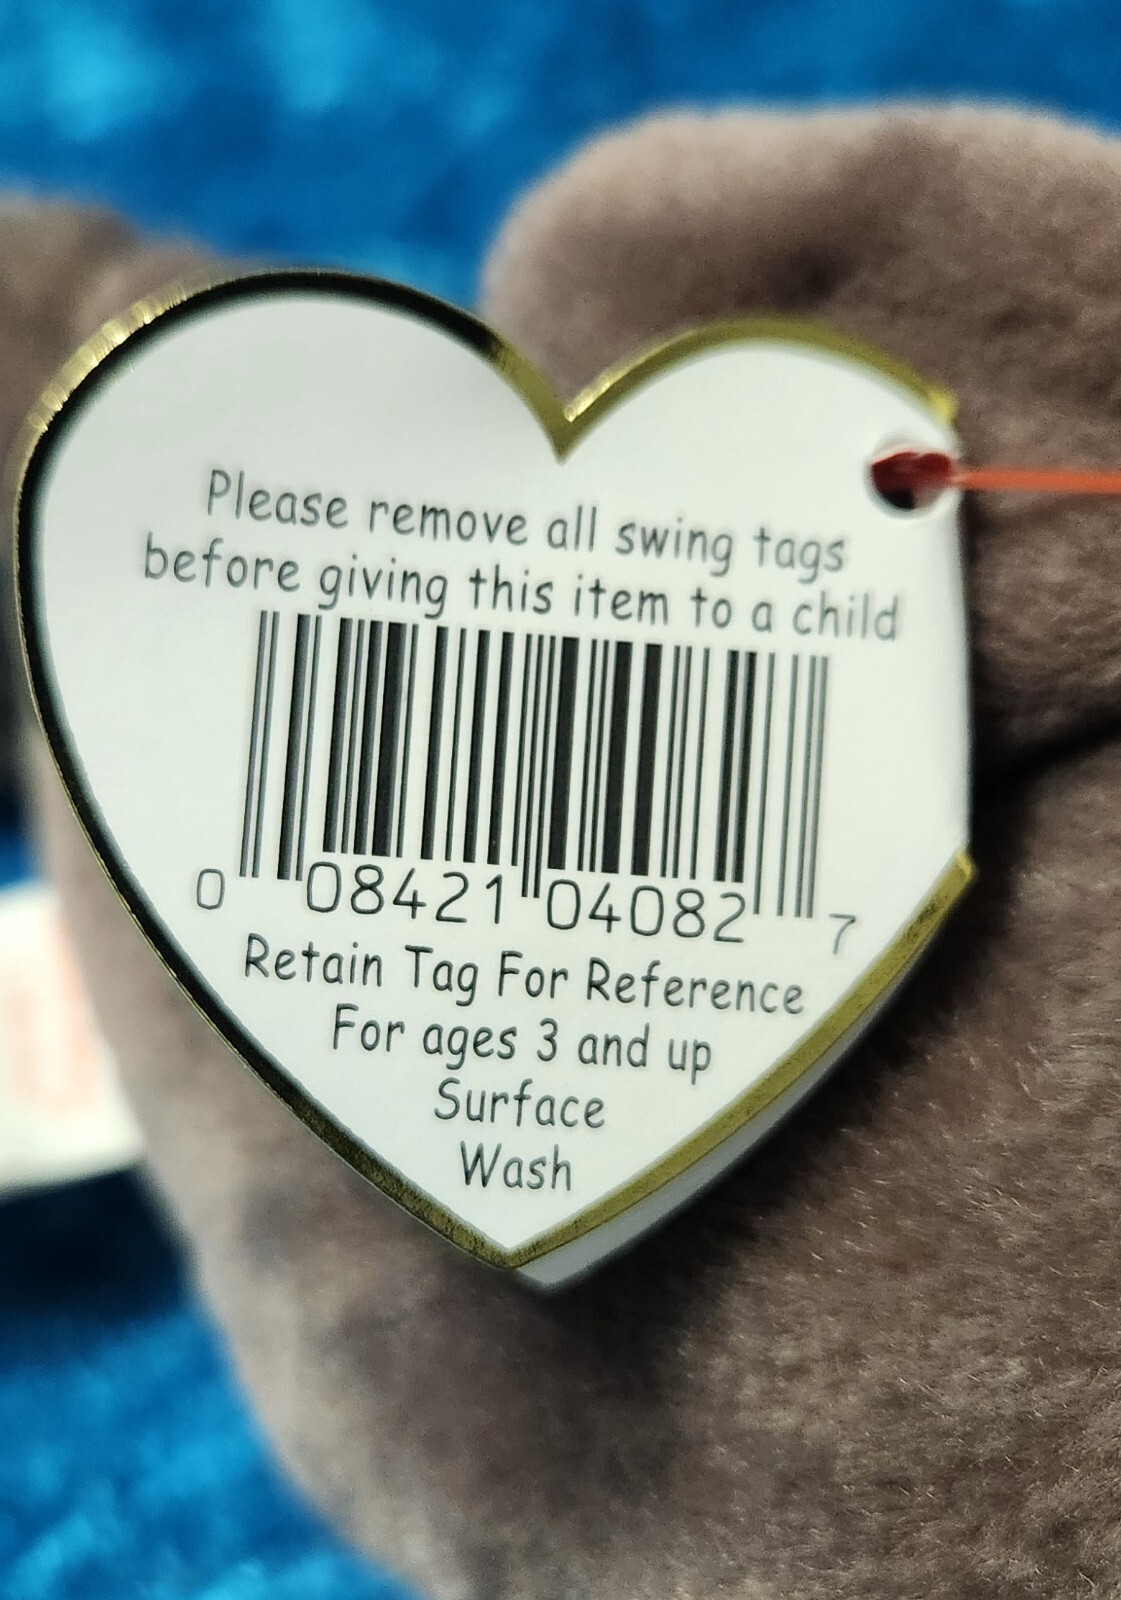 Please remove all swing tags
before giving this item to a child
0 08421 04082 7
Retain Tag For Reference
For ages 3 and up
Surface
Wash